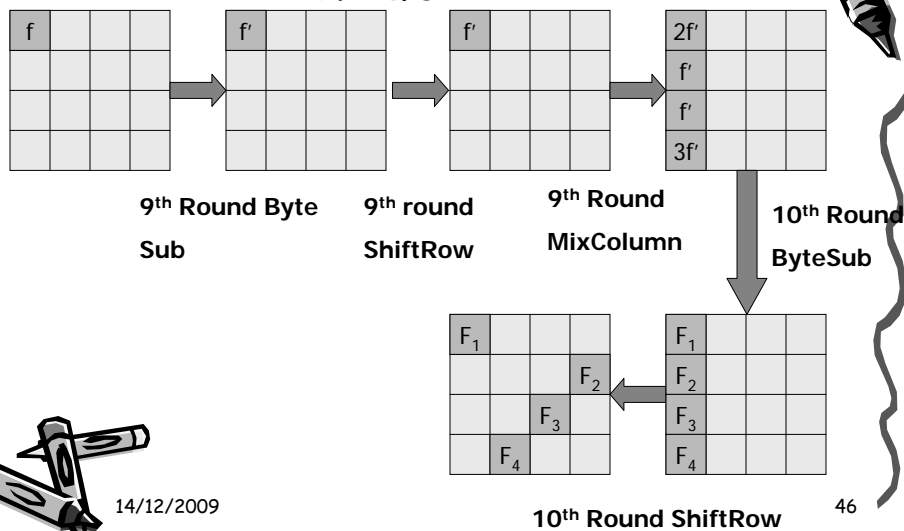 f f′ f′ 2f′
f′
f′
3f′
9th Round Byte
Sub
9th round
ShiftRow
9th Round
MixColumn
10th Round
ByteSub
F1 F1
F2 F2
F3 F3
F4 F4
14/12/2009
10th Round ShiftRow
46